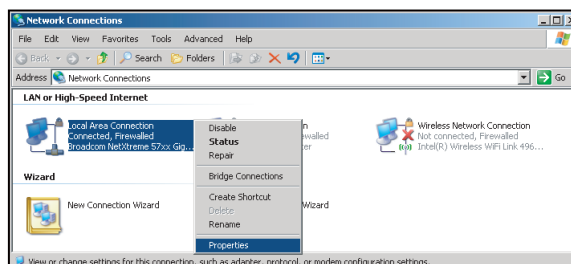 Network Connections
File Edit View Favorites Tools Advanced Help
Back Search Folders
Address Network Connections Go
LAN or High-Speed Internet
Local Area Connection
Connected, Firewalled
Broadcom NetXtreme 57xx Gig...
Disable
Status
Repair
Bridge Connections
Create Shortcut
Delete
Rename
Properties
Wireless Network Connection
Not connected, Firewalled
Intel(R) Wireless WiFi Link 496...
Wizard
New Connection Wizard
Wizard
View or change settings for this connection, such as adapter, protocol, or modem configuration settings.